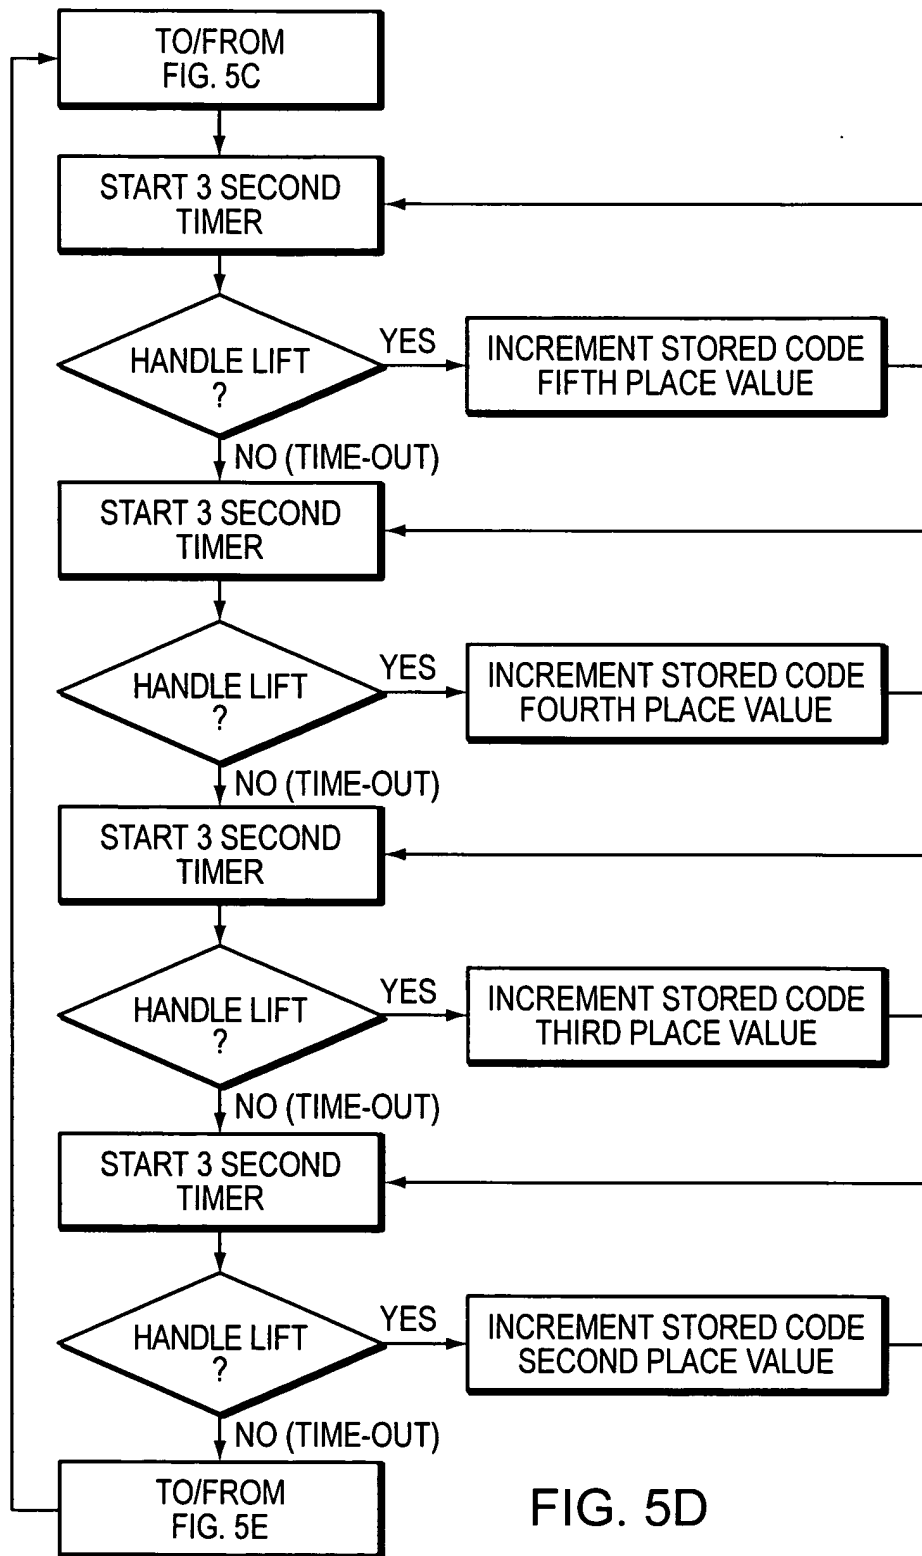 TO/FROM
FIG. 5C
START 3 SECOND
TIMER
HANDLE LIFT
?
YES
INCREMENT STORED CODE
FIFTH PLACE VALUE
NO (TIME-OUT)
START 3 SECOND
TIMER
HANDLE LIFT
?
YES
INCREMENT STORED CODE
FOURTH PLACE VALUE
NO (TIME-OUT)
START 3 SECOND
TIMER
HANDLE LIFT
?
YES
INCREMENT STORED CODE
THIRD PLACE VALUE
NO (TIME-OUT)
START 3 SECOND
TIMER
HANDLE LIFT
?
YES
INCREMENT STORED CODE
SECOND PLACE VALUE
NO (TIME-OUT)
TO/FROM
FIG. 5E
FIG. 5D